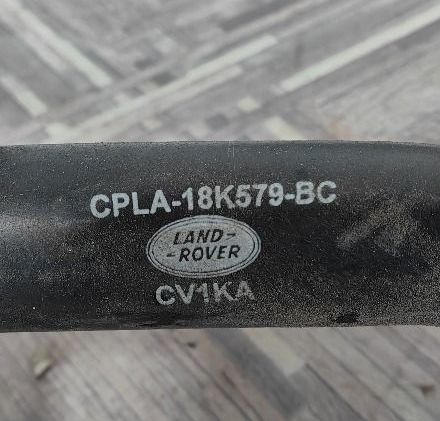 CPLA-18K579-BC
LAND-
-ROVER
CV1KA